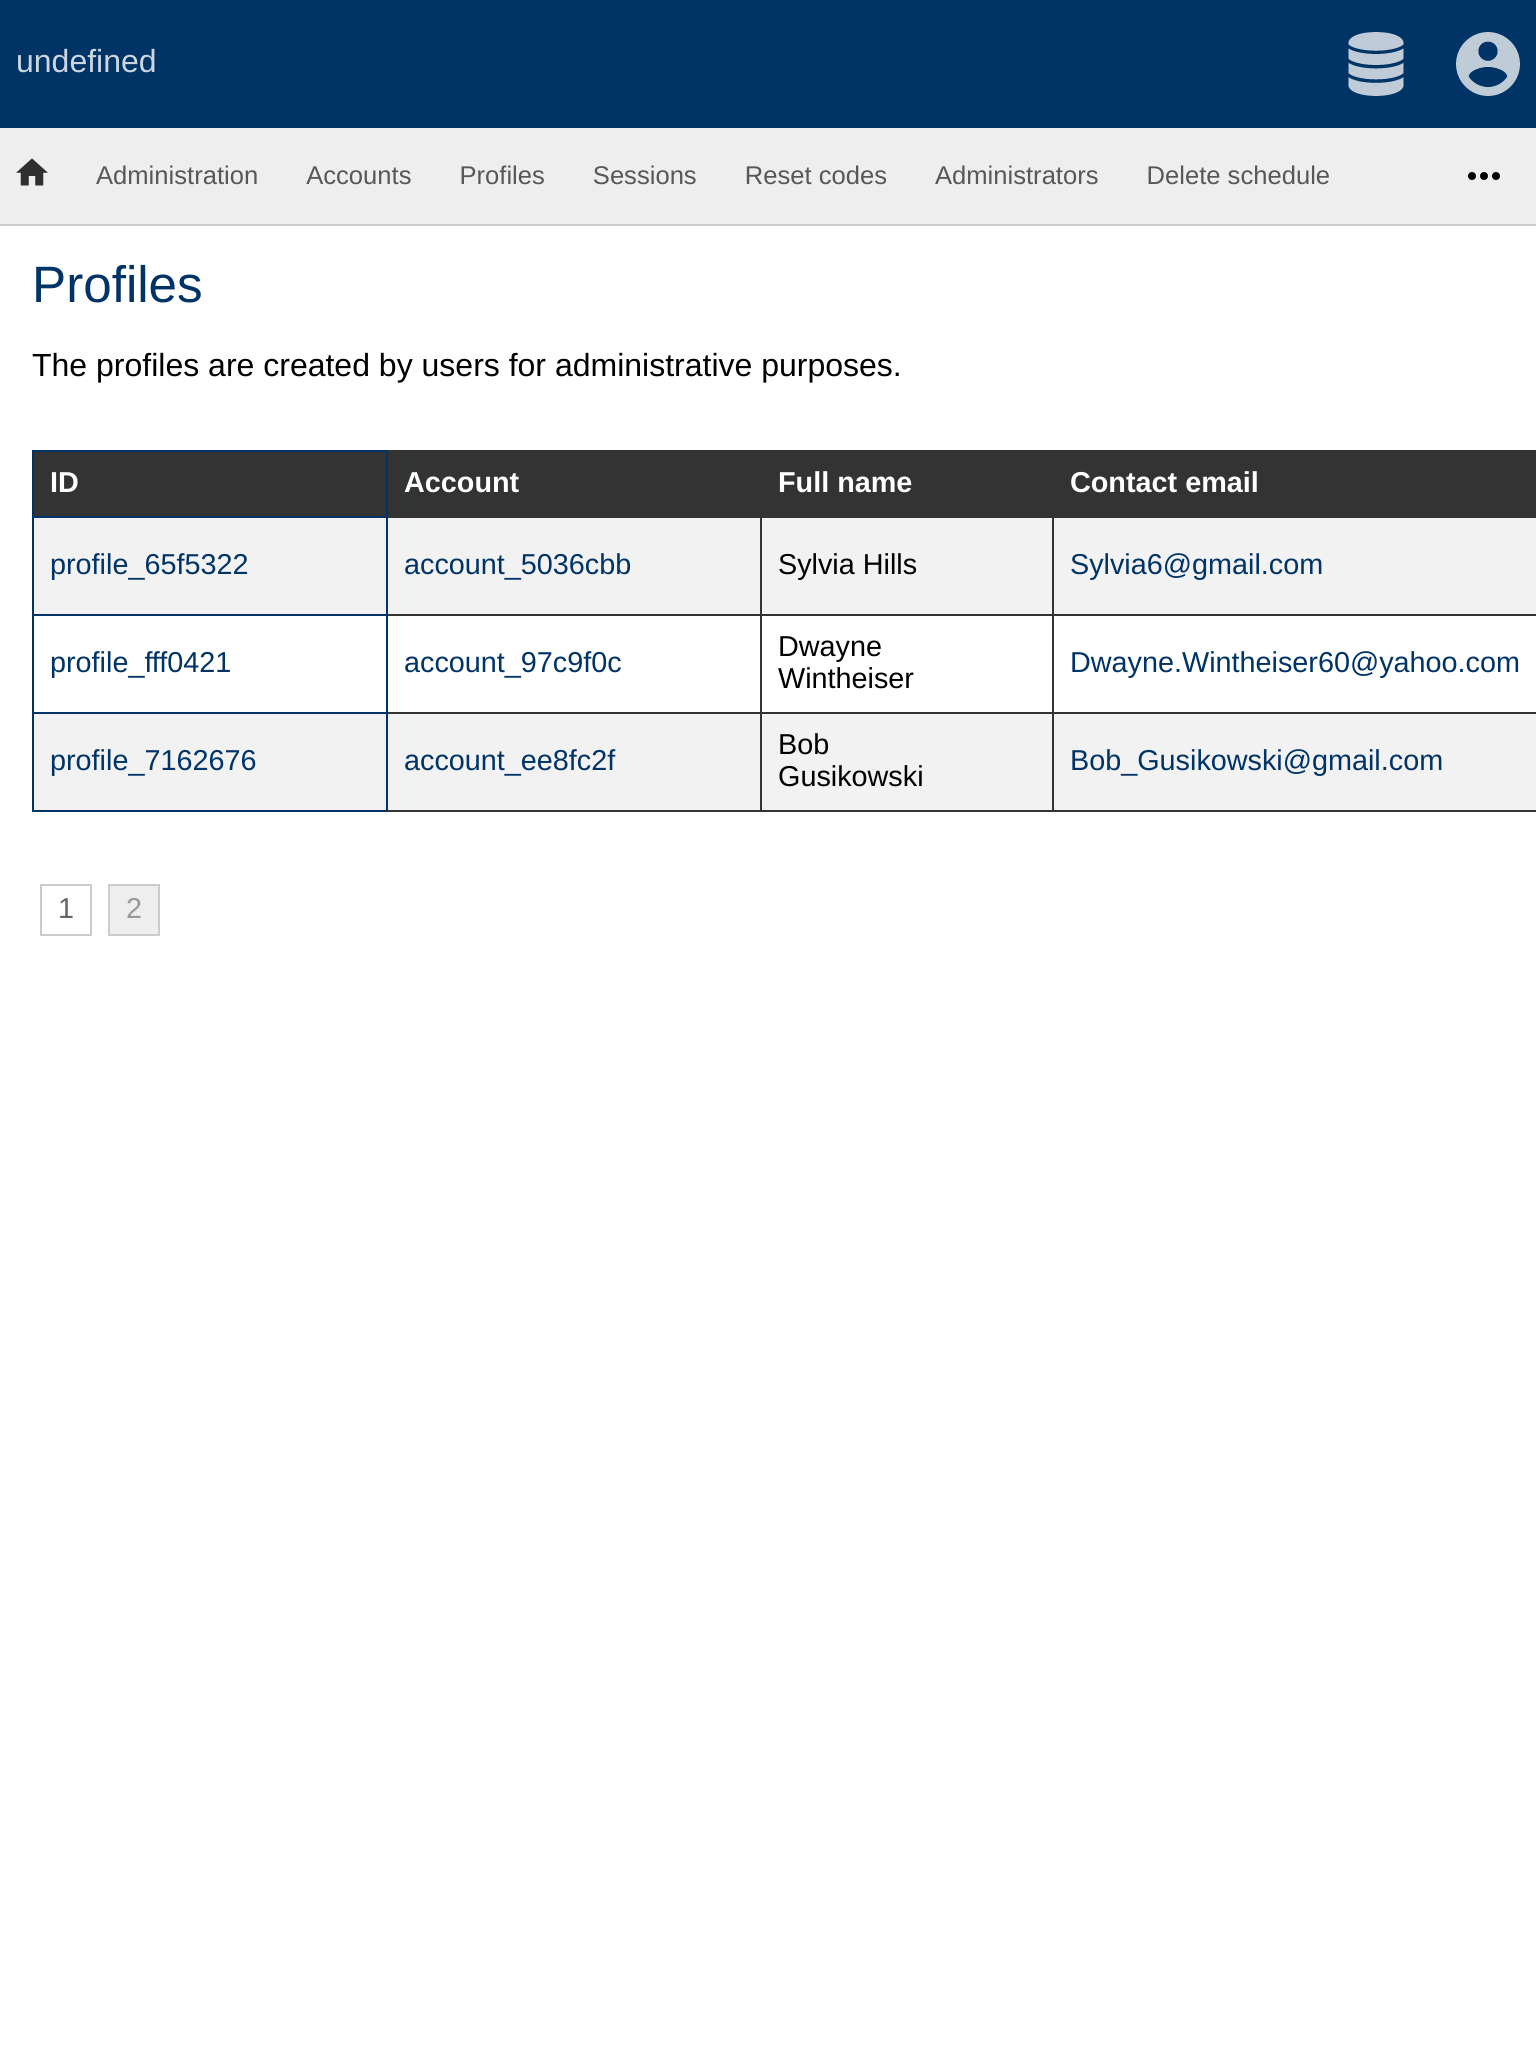 undefined
Administration Accounts Profiles Sessions Reset codes Administrators Delete schedule
Profiles
The profiles are created by users for administrative purposes.
ID Account Full name Contact email
profile_65f5322 account_5036cbb Sylvia Hills Sylvia6@gmail.com
profile_fff0421 account_97c9f0c Dwayne Wintheiser Dwayne.Wintheiser60@yahoo.com
profile_7162676 account_ee8fc2f Bob Gusikowski Bob_Gusikowski@gmail.com
1 2